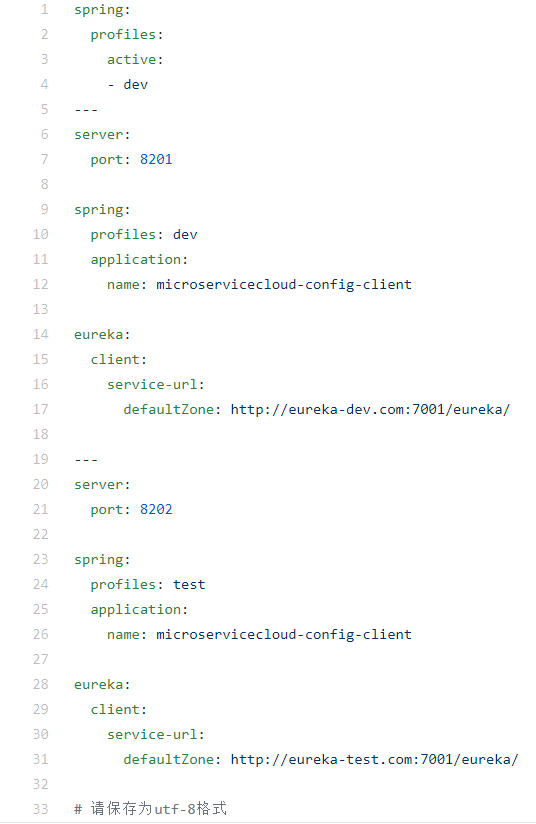 1 spring:
2   profiles:
3     active:
4     - dev
5 ---
6 server:
7   port: 8201
8
9 spring:
10   profiles: dev
11   application:
12     name: microservicecloud-config-client
13
14 eureka:
15   client:
16     service-url:
17       defaultZone: http://eureka-dev.com:7001/eureka/
18
19 ---
20 server:
21   port: 8202
22
23 spring:
24   profiles: test
25   application:
26     name: microservicecloud-config-client
27
28 eureka:
29   client:
30     service-url:
31       defaultZone: http://eureka-test.com:7001/eureka/
32
33 # 请保存为utf-8格式